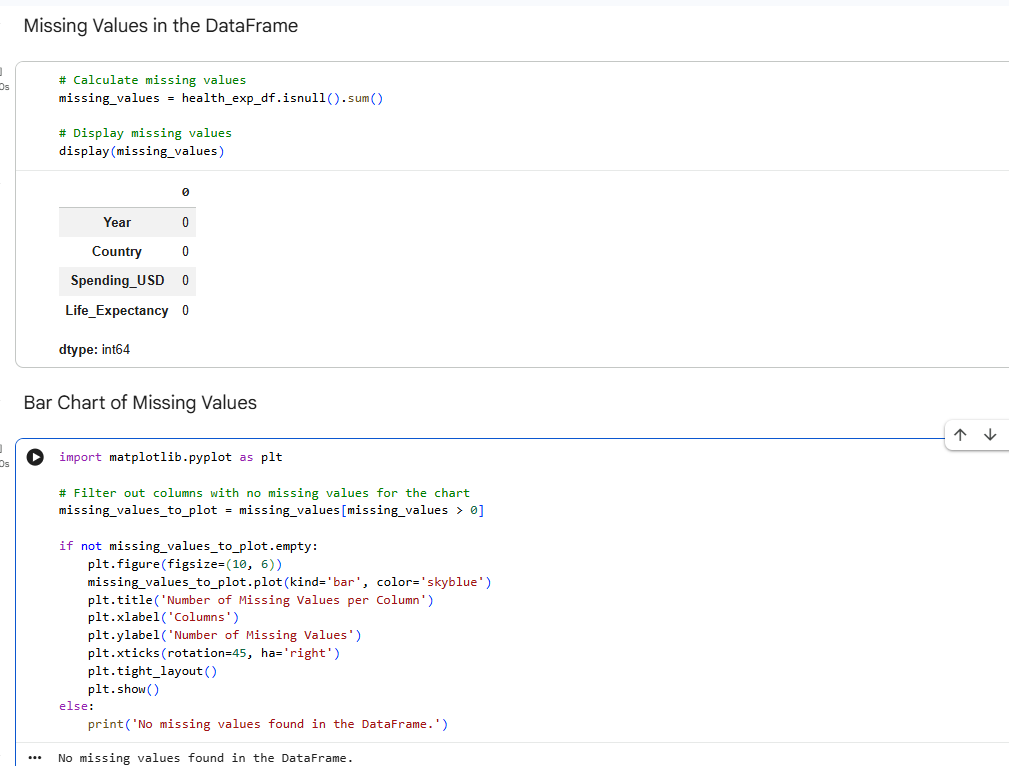 Missing Values in the DataFrame
]
0s
# Calculate missing values
missing_values = health_exp_df.isnull().sum()
# Display missing values
display(missing_values)
0
Year 0
Country 0
Spending_USD 0
Life_Expectancy 0
dtype: int64
Bar Chart of Missing Values
]
0s
import matplotlib.pyplot as plt
# Filter out columns with no missing values for the chart
missing_values_to_plot = missing_values[missing_values > 0]
if not missing_values_to_plot.empty:
    plt.figure(figsize=(10, 6))
    missing_values_to_plot.plot(kind='bar', color='skyblue')
    plt.title('Number of Missing Values per Column')
    plt.xlabel('Columns')
    plt.ylabel('Number of Missing Values')
    plt.xticks(rotation=45, ha='right')
    plt.tight_layout()
    plt.show()
else:
    print('No missing values found in the DataFrame.')
No missing values found in the DataFrame.